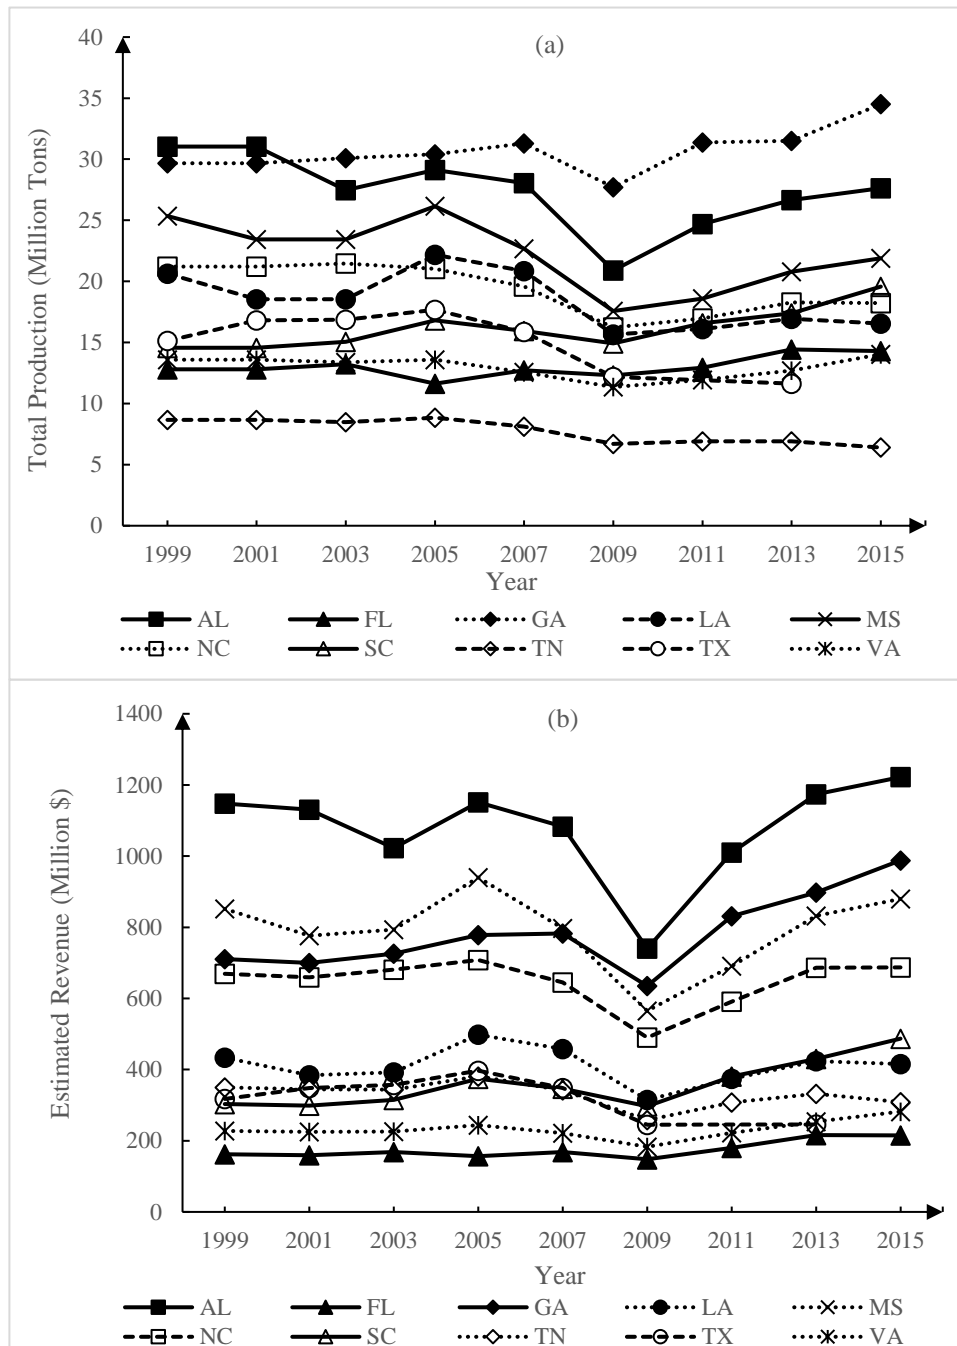 (a)
40
35
30
25
20
15
10
5
0
Total Production (Million Tons)
1999 2001 2003 2005 2007 2009 2011 2013 2015
Year
AL FL GA LA MS
NC SC TN TX VA
(b)
1400
1200
1000
800
600
400
200
0
Estimated Revenue (Million $)
1999 2001 2003 2005 2007 2009 2011 2013 2015
Year
AL FL GA LA MS
NC SC TN TX VA